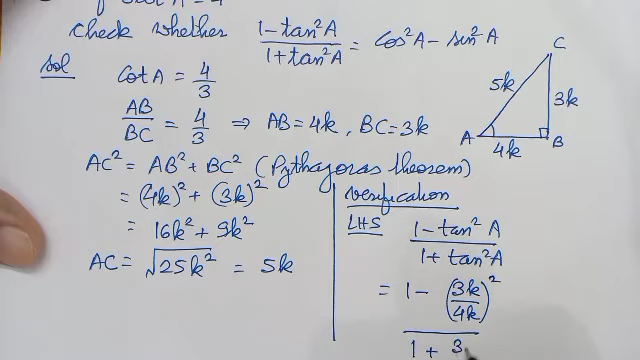 check whether (1-tan²A)/(1+tan²A) = cos²A - sin²A
sol
cot A = 4/3
AB/BC = 4/3 ⇒ AB = 4k, BC = 3k
AC² = AB² + BC² (Pythagoras theorem)
= (4k)² + (3k)²
= 16k² + 9k²
AC = √25k² = 5k
C
5k
3k
A
B
4k
Verification
LHS (1 - tan² A)/(1 + tan² A)
= 1 - (3k/4k)²
1 + 3